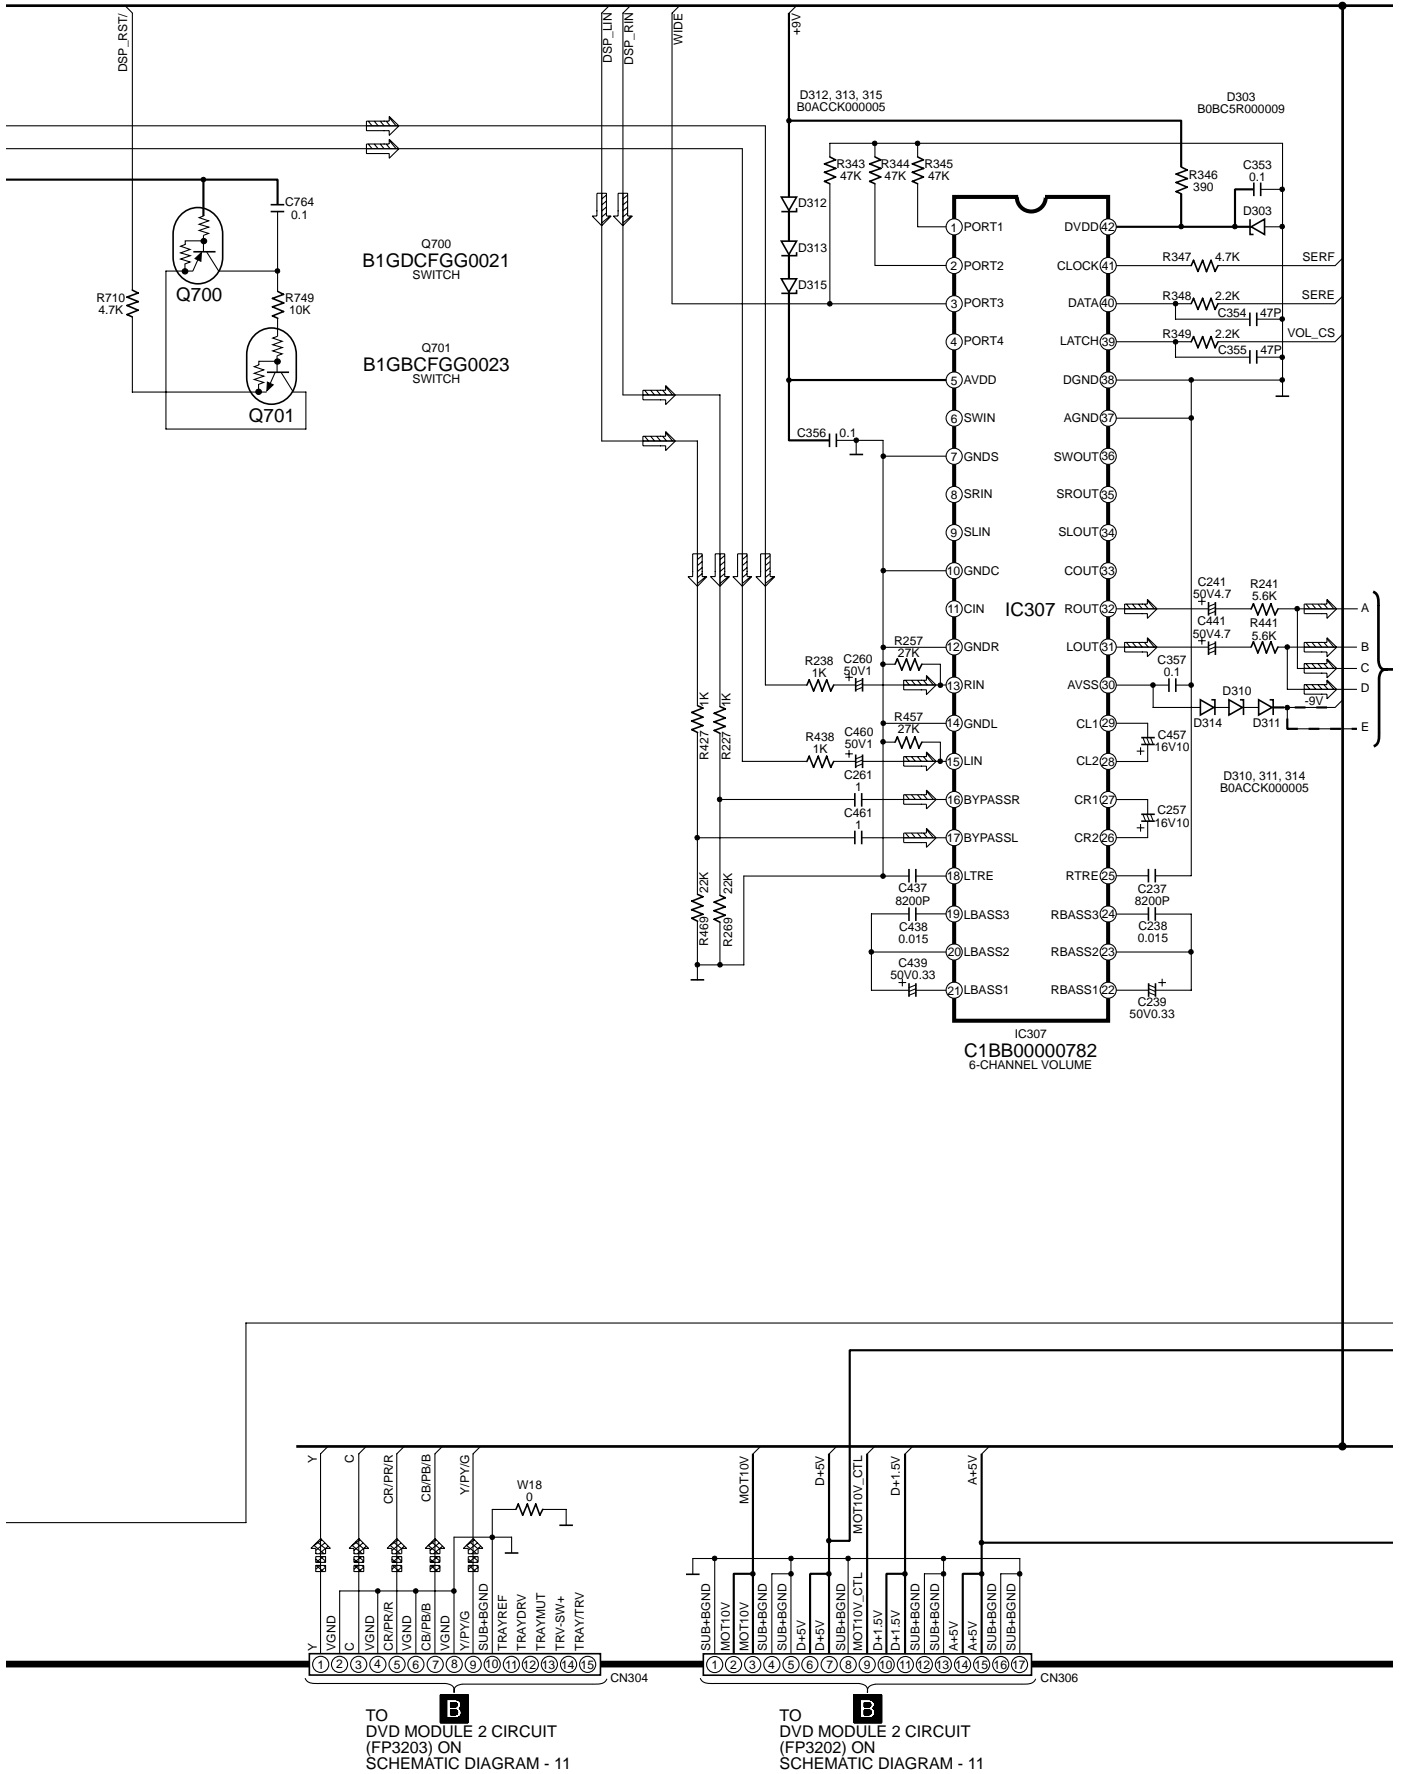 DSP_RST/
DSP_LIN
DSP_RIN
WIDE
+9V
D312, 313, 315
B0ACCK000005
D303
B0BC5R000009
R343
47K
R344
47K
R345
47K
R346
390
C353
0.1
D303
C764
0.1
Q700
Q700
B1GDCFGG0021
SWITCH
R710
4.7K
R749
10K
Q701
B1GBCFGG0023
SWITCH
Q701
D312
D313
D315
1 PORT1
2 PORT2
3 PORT3
4 PORT4
5 AVDD
6 SWIN
7 GNDS
8 SRIN
9 SLIN
10 GNDC
11 CIN
12 GNDR
13 RIN
14 GNDL
15 LIN
16 BYPASSR
17 BYPASSL
18 LTRE
19 LBASS3
20 LBASS2
21 LBASS1
DVDD 42
CLOCK 41
DATA 40
LATCH 39
DGND 38
AGND 37
SWOUT 36
SROUT 35
SLOUT 34
COUT 33
ROUT 32
LOUT 31
AVSS 30
CL1 29
CL2 28
CR1 27
CR2 26
RTRE 25
RBASS3 24
RBASS2 23
RBASS1 22
IC307
R347 4.7K SERF
R348 2.2K SERE
C354 47P
R349 2.2K VOL_CS
C355 47P
C356 0.1
C241
50V4.7
R241
5.6K
A
C441
50V4.7
R441
5.6K
B
C
D
C357
0.1
D310
D314
D311
-9V
E
C457
16V10
D310, 311, 314
B0ACCK000005
C257
16V10
R257
27K
R238
1K
C260
50V1
R457
27K
R438
1K
C460
50V1
C261
1
C461
1
R427 1K
R227 1K
R469 22K
R269 22K
C437
8200P
C438
0.015
C439
50V0.33
C237
8200P
C238
0.015
C239
50V0.33
IC307
C1BB00000782
6-CHANNEL VOLUME
Y
C
CR/PR/R
CB/PB/B
Y/PY/G
W18
0
MOT10V
D+5V
MOT10V_CTL
D+1.5V
A+5V
Y
VGND
C
VGND
CR/PR/R
VGND
CB/PB/B
VGND
Y/PY/G
SUB+BGND
TRAYREF
TRAYDRV
TRAYMUT
TRV-SW+
TRAY/TRV
1 2 3 4 5 6 7 8 9 10 11 12 13 14 15
CN304
SUB+BGND
MOT10V
MOT10V
SUB+BGND
SUB+BGND
D+5V
D+5V
SUB+BGND
MOT10V_CTL
D+1.5V
D+1.5V
SUB+BGND
SUB+BGND
A+5V
A+5V
SUB+BGND
SUB+BGND
1 2 3 4 5 6 7 8 9 10 11 12 13 14 15 16 17
CN306
B
TO
DVD MODULE 2 CIRCUIT
(FP3203) ON
SCHEMATIC DIAGRAM - 11
B
TO
DVD MODULE 2 CIRCUIT
(FP3202) ON
SCHEMATIC DIAGRAM - 11